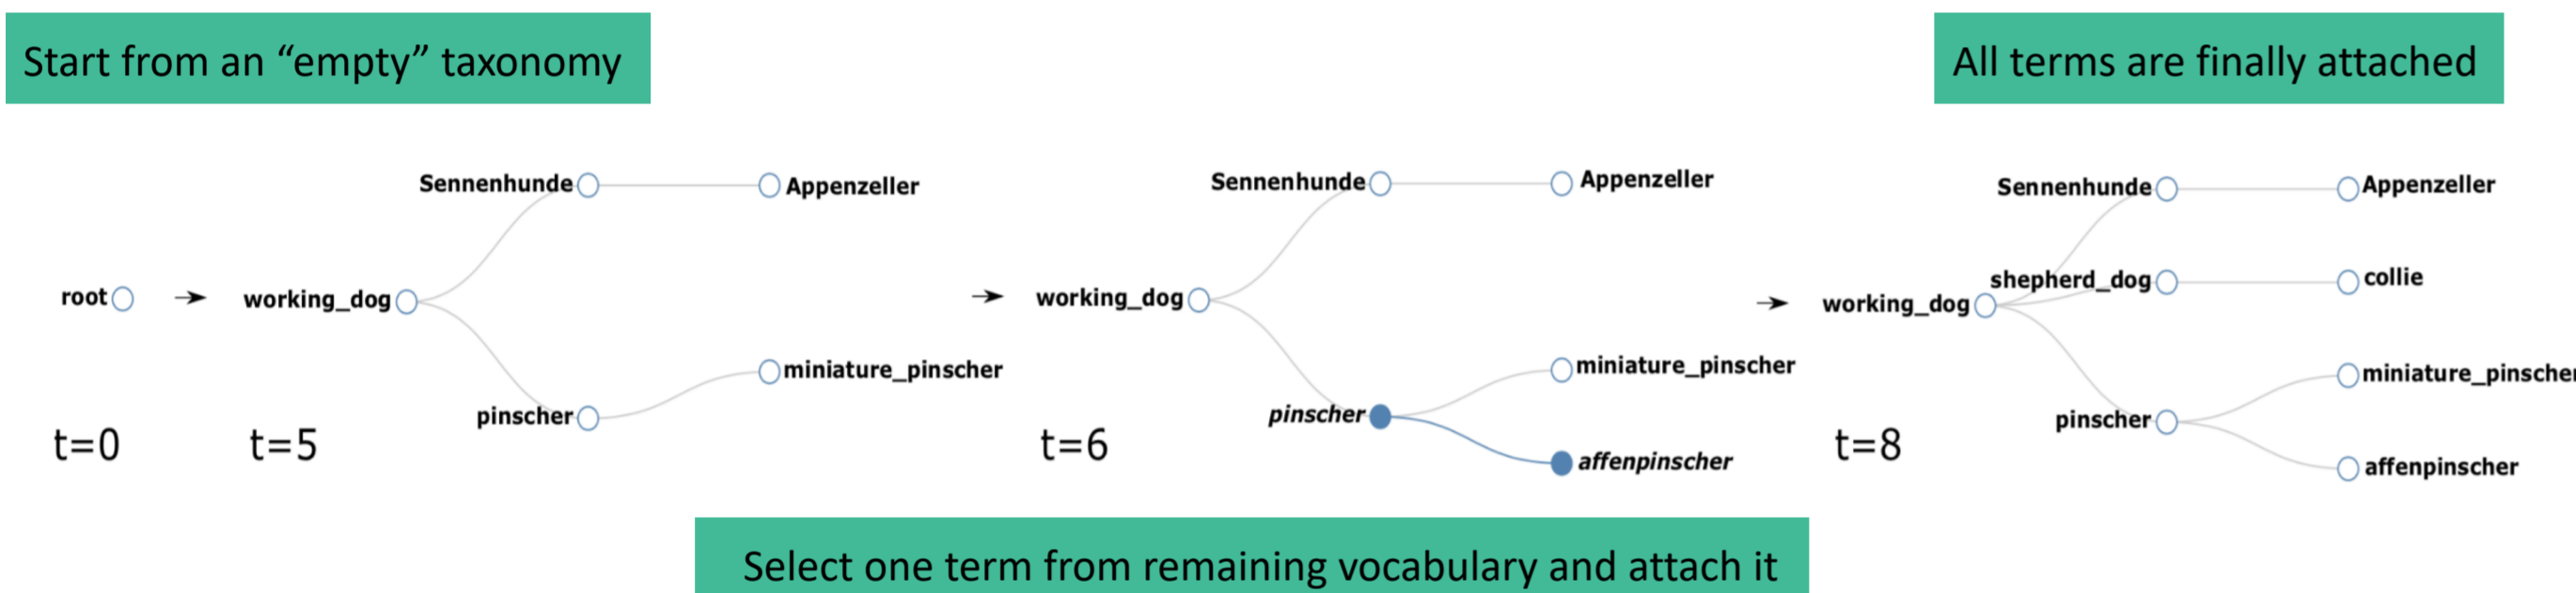 Start from an “empty” taxonomy
All terms are finally attached
root
working_dog
Sennenhunde
Appenzeller
pinscher
miniature_pinscher
working_dog
Sennenhunde
Appenzeller
pinscher
miniature_pinscher
affenpinscher
working_dog
Sennenhunde
Appenzeller
shepherd_dog
collie
pinscher
miniature_pinscher
affenpinscher
t=0
t=5
t=6
t=8
Select one term from remaining vocabulary and attach it